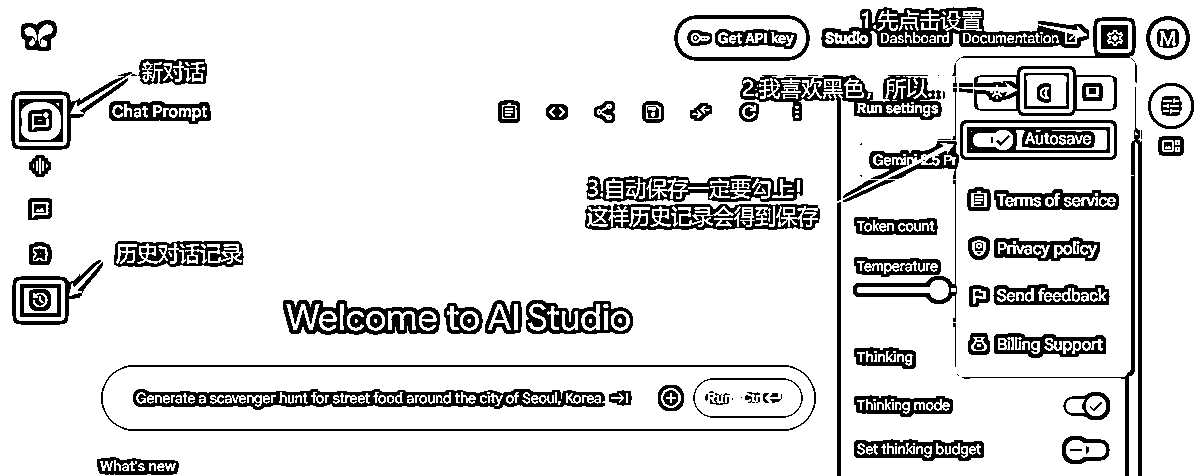 1.先点击设置
Get API key
Studio
Dashboard
Documentation
M
新对话
Chat Prompt
2.我喜欢黑色，所以...
Run settings
Autosave
Gemini 2.5 Pr
3.自动保存一定要勾上!
这样历史记录会得到保存
Terms of service
Token count
历史对话记录
Privacy policy
Temperature
Send feedback
Welcome to AI Studio
Billing Support
Thinking
Generate a scavenger hunt for street food around the city of Seoul, Korea.
Run Ctrl
Thinking mode
Set thinking budget
What's new